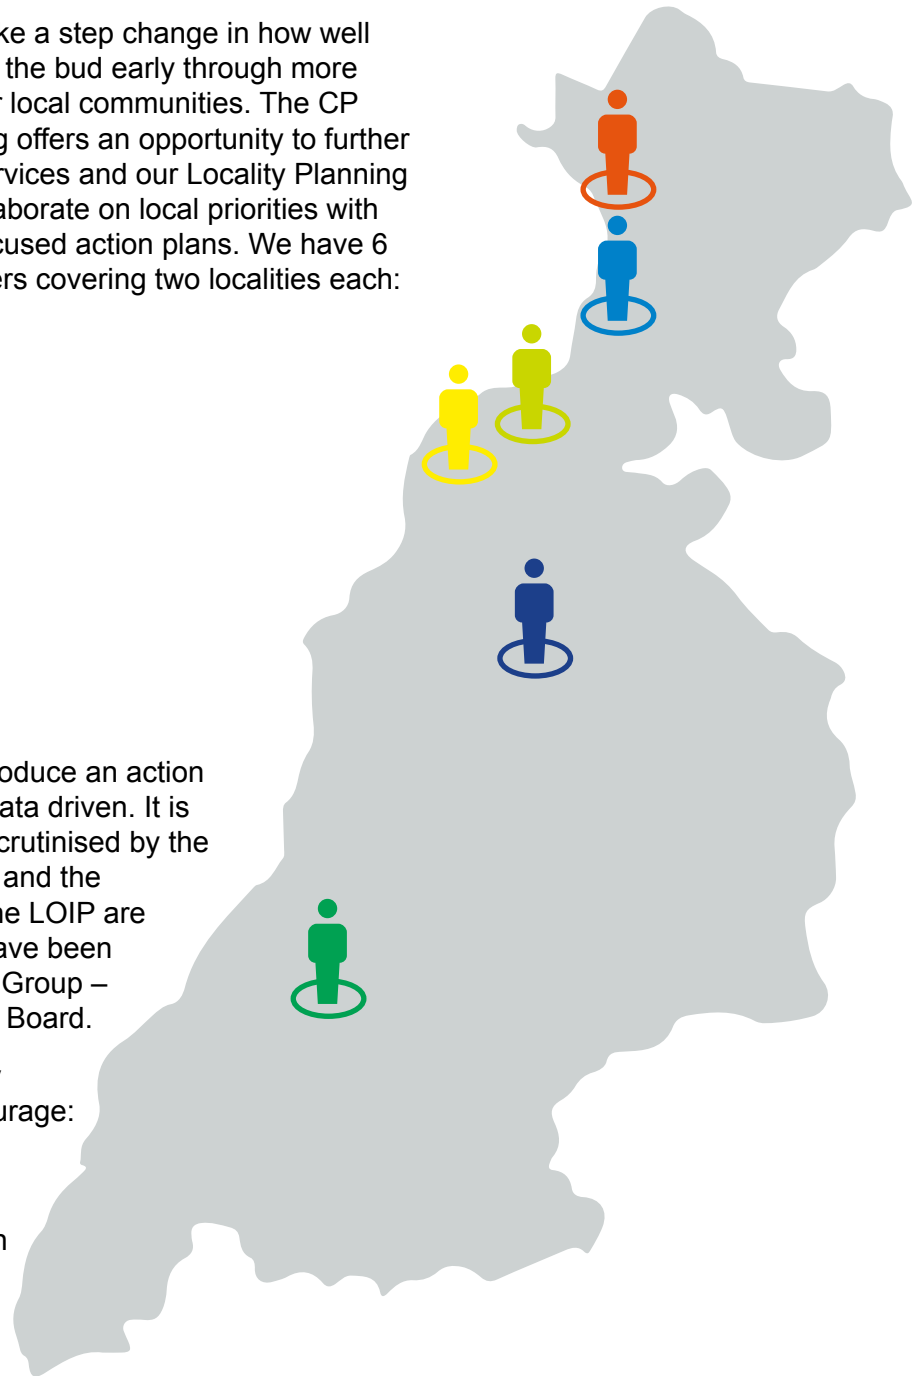 ke a step change in how well
the bud early through more
r local communities. The CP
g offers an opportunity to further
rvices and our Locality Planning
aborate on local priorities with
cused action plans. We have 6
ers covering two localities each:
oduce an action
ata driven. It is
crutinised by the
and the
ne LOIP are
ave been
Group –
Board.
urage:
n